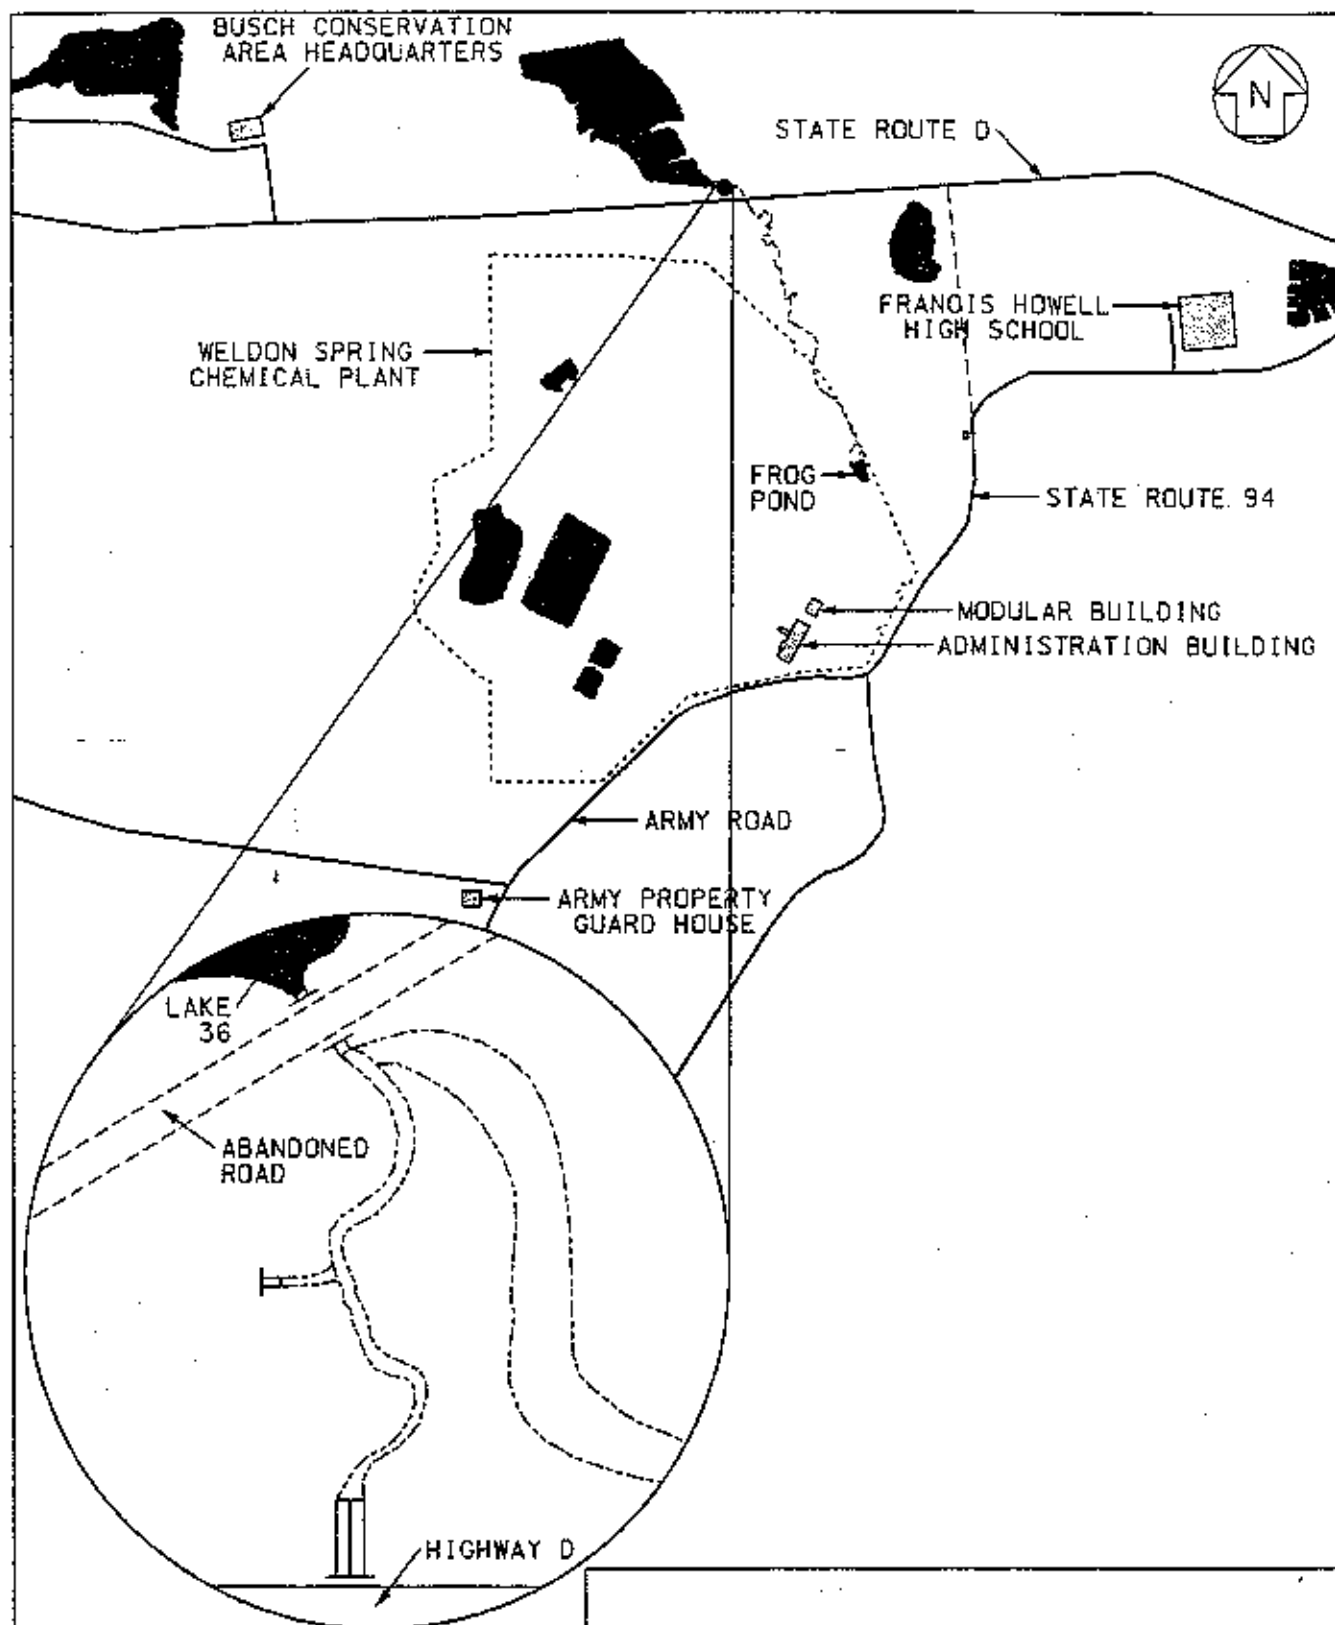 BUSCH CONSERVATION
AREA HEADQUARTERS
N
STATE ROUTE D
FRANCIS HOWELL
HIGH SCHOOL
WELDON SPRING
CHEMICAL PLANT
FROG
POND
STATE ROUTE 94
MODULAR BUILDING
ADMINISTRATION BUILDING
ARMY ROAD
ARMY PROPERTY
GUARD HOUSE
LAKE
36
ABANDONED
ROAD
HIGHWAY D